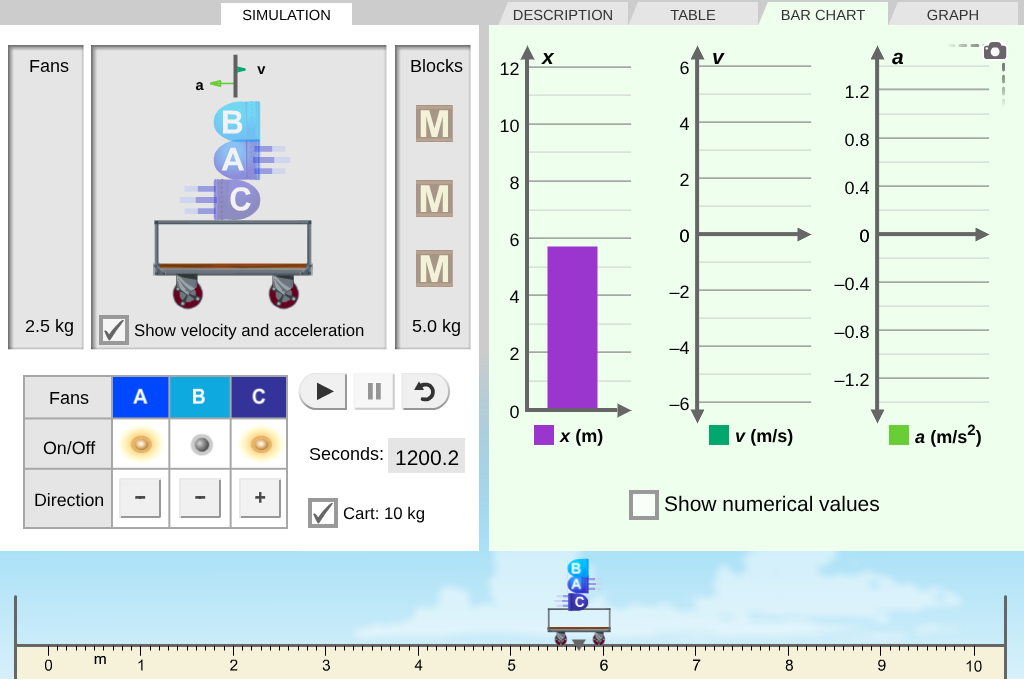 SIMULATION
DESCRIPTION
TABLE
BAR CHART
GRAPH
Fans
v
a
B
A
C
2.5 kg
Show velocity and acceleration
Blocks
M
M
M
5.0 kg
Fans A B C
On/Off
Direction − − +
Seconds: 1200.2
Cart: 10 kg
x
12
10
8
6
4
2
0
x (m)
v
6
4
2
0
−2
−4
−6
v (m/s)
a
1.2
0.8
0.4
0
−0.4
−0.8
−1.2
a (m/s²)
Show numerical values
B
A
C
0 m 1 2 3 4 5 6 7 8 9 10